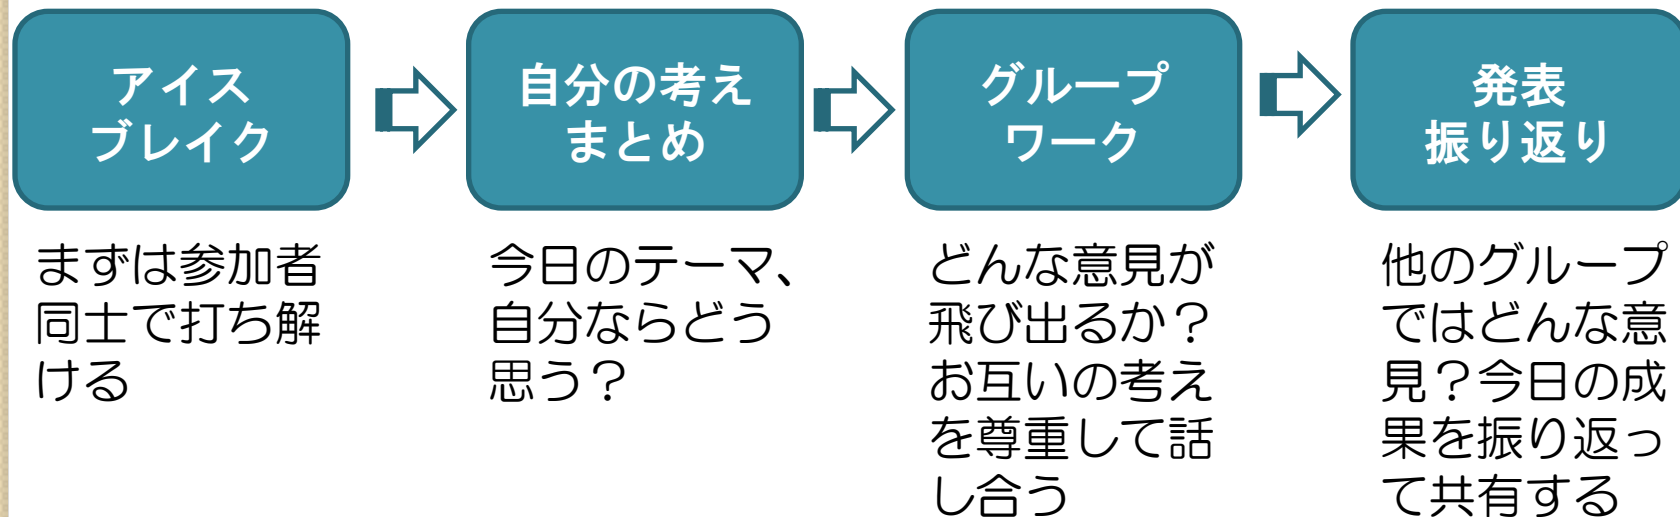 アイス
ブレイク
まずは参加者
同士で打ち解
ける
自分の考え
まとめ
今日のテーマ、
自分ならどう
思う？
グループ
ワーク
どんな意見が
飛び出るか？
お互いの考え
を尊重して話
し合う
発表
振り返り
他のグループ
ではどんな意
見？今日の成
果を振り返っ
て共有する